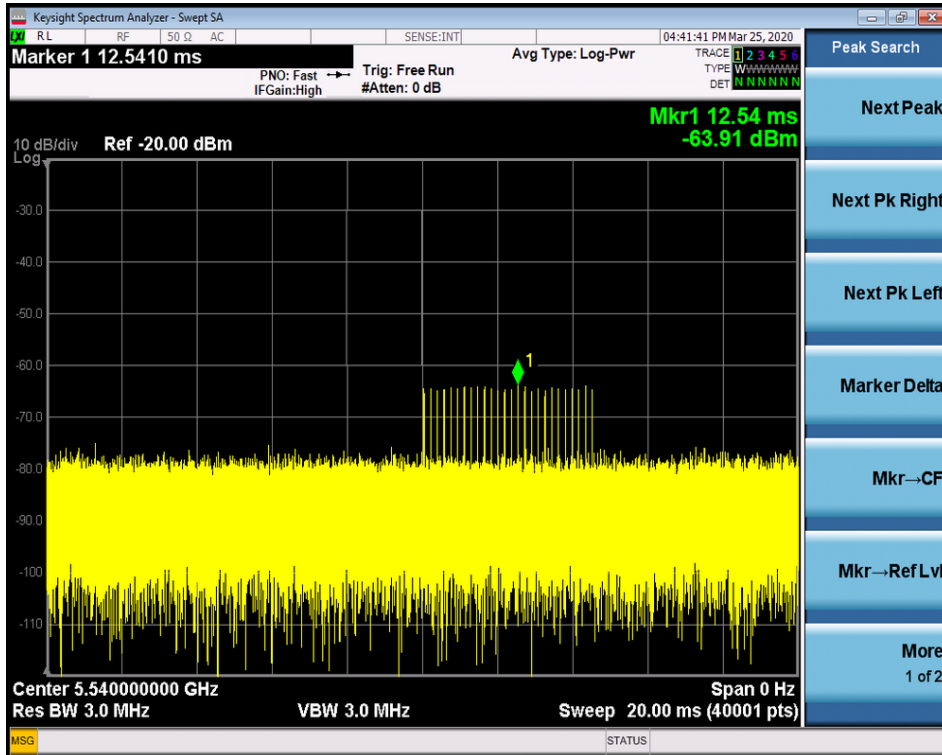 Keysight Spectrum Analyzer - Swept SA
LXI RL RF 50 Ω AC SENSE:INT 04:41:41 PM Mar 25, 2020
Marker 1 12.5410 ms
PNO: Fast
IFGain:High
Trig: Free Run
#Atten: 0 dB
Avg Type: Log-Pwr
TRACE 1 2 3 4 5 6
TYPE WWWWWW
DET N N N N N N
Mkr1 12.54 ms
-63.91 dBm
10 dB/div Ref -20.00 dBm
Log
-30.0
-40.0
-50.0
-60.0
1
-70.0
-80.0
-90.0
-100
-110
Center 5.540000000 GHz Span 0 Hz
Res BW 3.0 MHz VBW 3.0 MHz Sweep 20.00 ms (40001 pts)
MSG STATUS
Peak Search
Next Peak
Next Pk Right
Next Pk Left
Marker Delta
Mkr→CF
Mkr→Ref Lvl
More
1 of 2